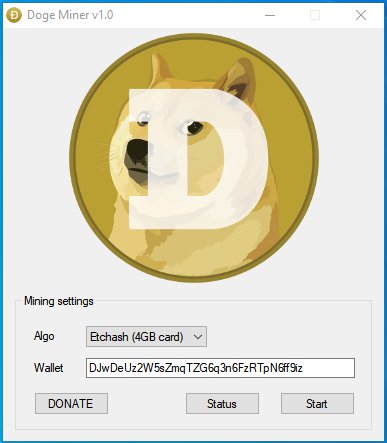 Doge Miner v1.0
D
Mining settings
Algo
Etchash (4GB card)
Wallet
DJwDeUz2W5sZmqTZG6q3n6FzRTpN6ff9iz
DONATE
Status
Start